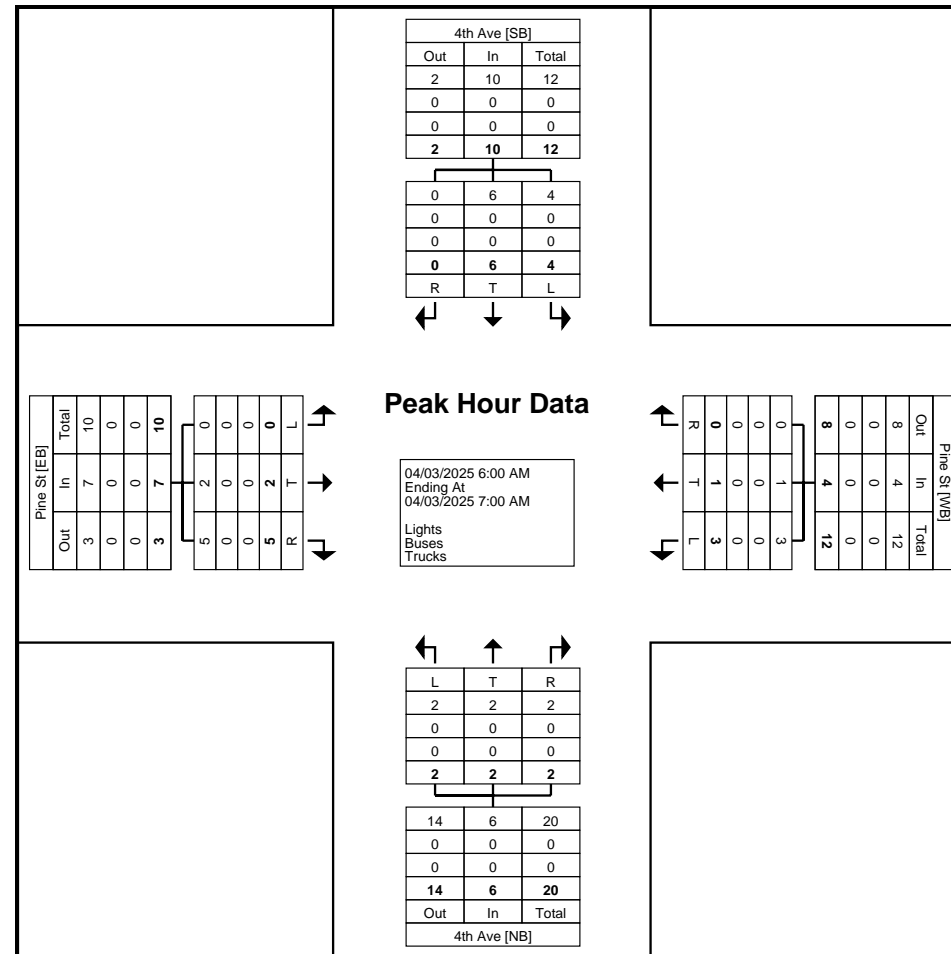 4th Ave [SB]
Out In Total
2 10 12
0 0 0
0 0 0
2 10 12
0 6 4
0 0 0
0 0 0
0 6 4
R T L
Peak Hour Data
Pine St [EB]
Total In Out
10 7 3
0 0 0
0 0 0
10 7 3
0 2 5
0 0 0
0 0 0
0 2 5
L T R
04/03/2025 6:00 AM
Ending At
04/03/2025 7:00 AM
Lights
Buses
Trucks
Pine St [WB]
Out In Total
8 4 12
0 0 0
0 0 0
8 4 12
0 1 3
0 0 0
0 0 0
0 1 3
R T L
L T R
2 2 2
0 0 0
0 0 0
2 2 2
14 6 20
0 0 0
0 0 0
14 6 20
Out In Total
4th Ave [NB]